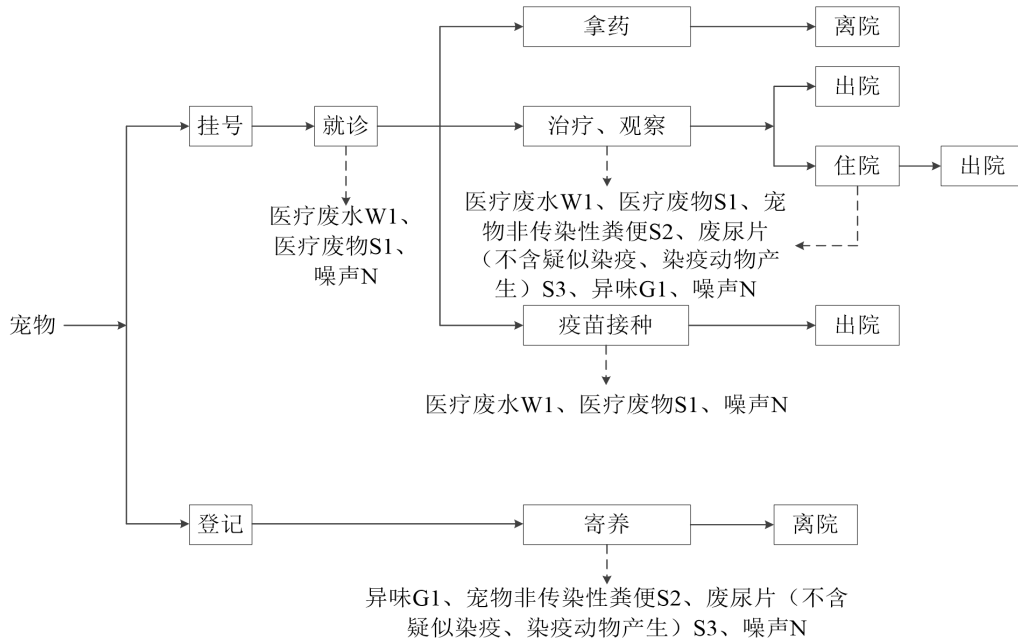 拿药
离院
出院
挂号
就诊
治疗、观察
住院
出院
医疗废水W1、
医疗废物S1、
噪声N
医疗废水W1、医疗废物S1、宠
物非传染性粪便S2、废尿片
（不含疑似染疫、染疫动物产
生）S3、异味G1、噪声N
宠物
疫苗接种
出院
医疗废水W1、医疗废物S1、噪声N
登记
寄养
离院
异味G1、宠物非传染性粪便S2、废尿片（不含
疑似染疫、染疫动物产生）S3、噪声N